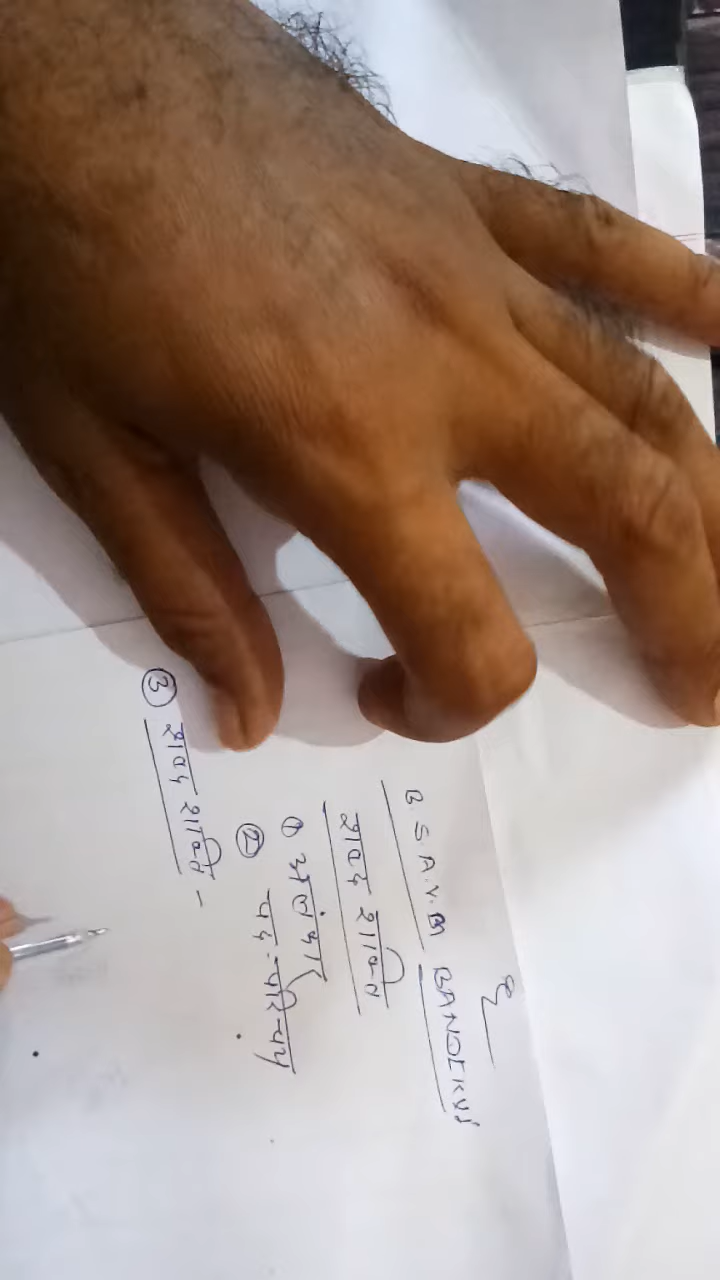 B.S.A.V.M BANDIKUI
शब्द शक्ति
① अलंकार
② पद-परिचय
③ शब्द शक्ति -